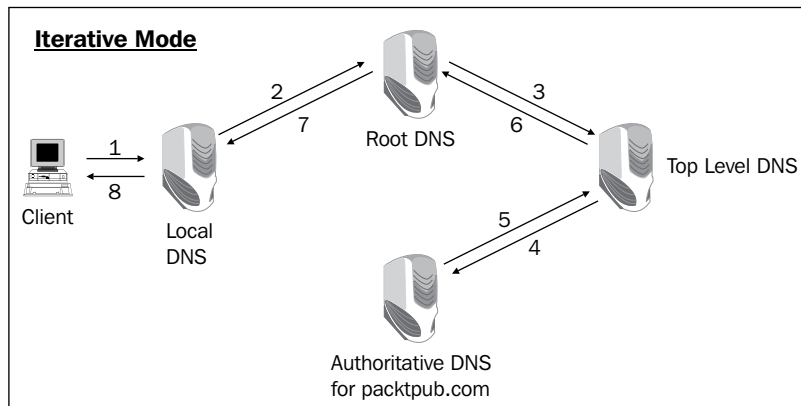 Iterative Mode
2
7
3
6
Root DNS
1
8
Client
Local
DNS
Top Level DNS
5
4
Authoritative DNS
for packtpub.com